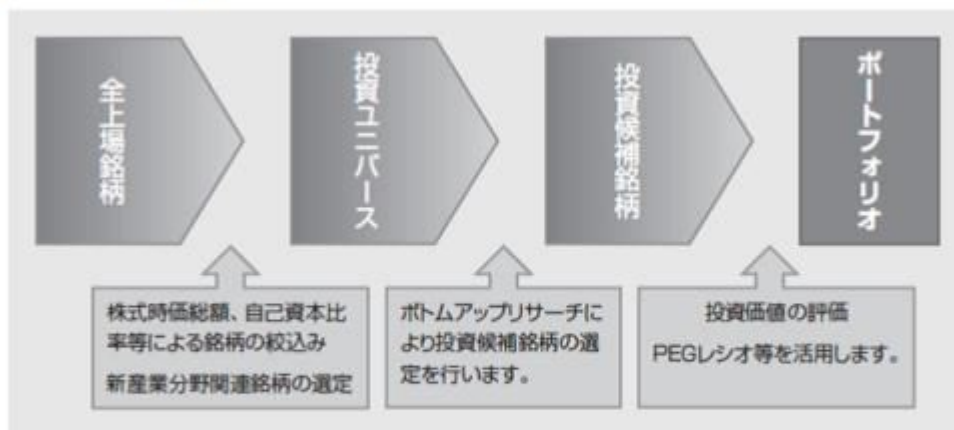 全上場銘柄
投資ユニバース
投資候補銘柄
ポートフォリオ
株式時価総額、自己資本比
率等による銘柄の絞込み
新産業分野関連銘柄の選定
ボトムアップリサーチに
より投資候補銘柄の選
定を行います。
投資価値の評価
PEGレシオ等を活用します。